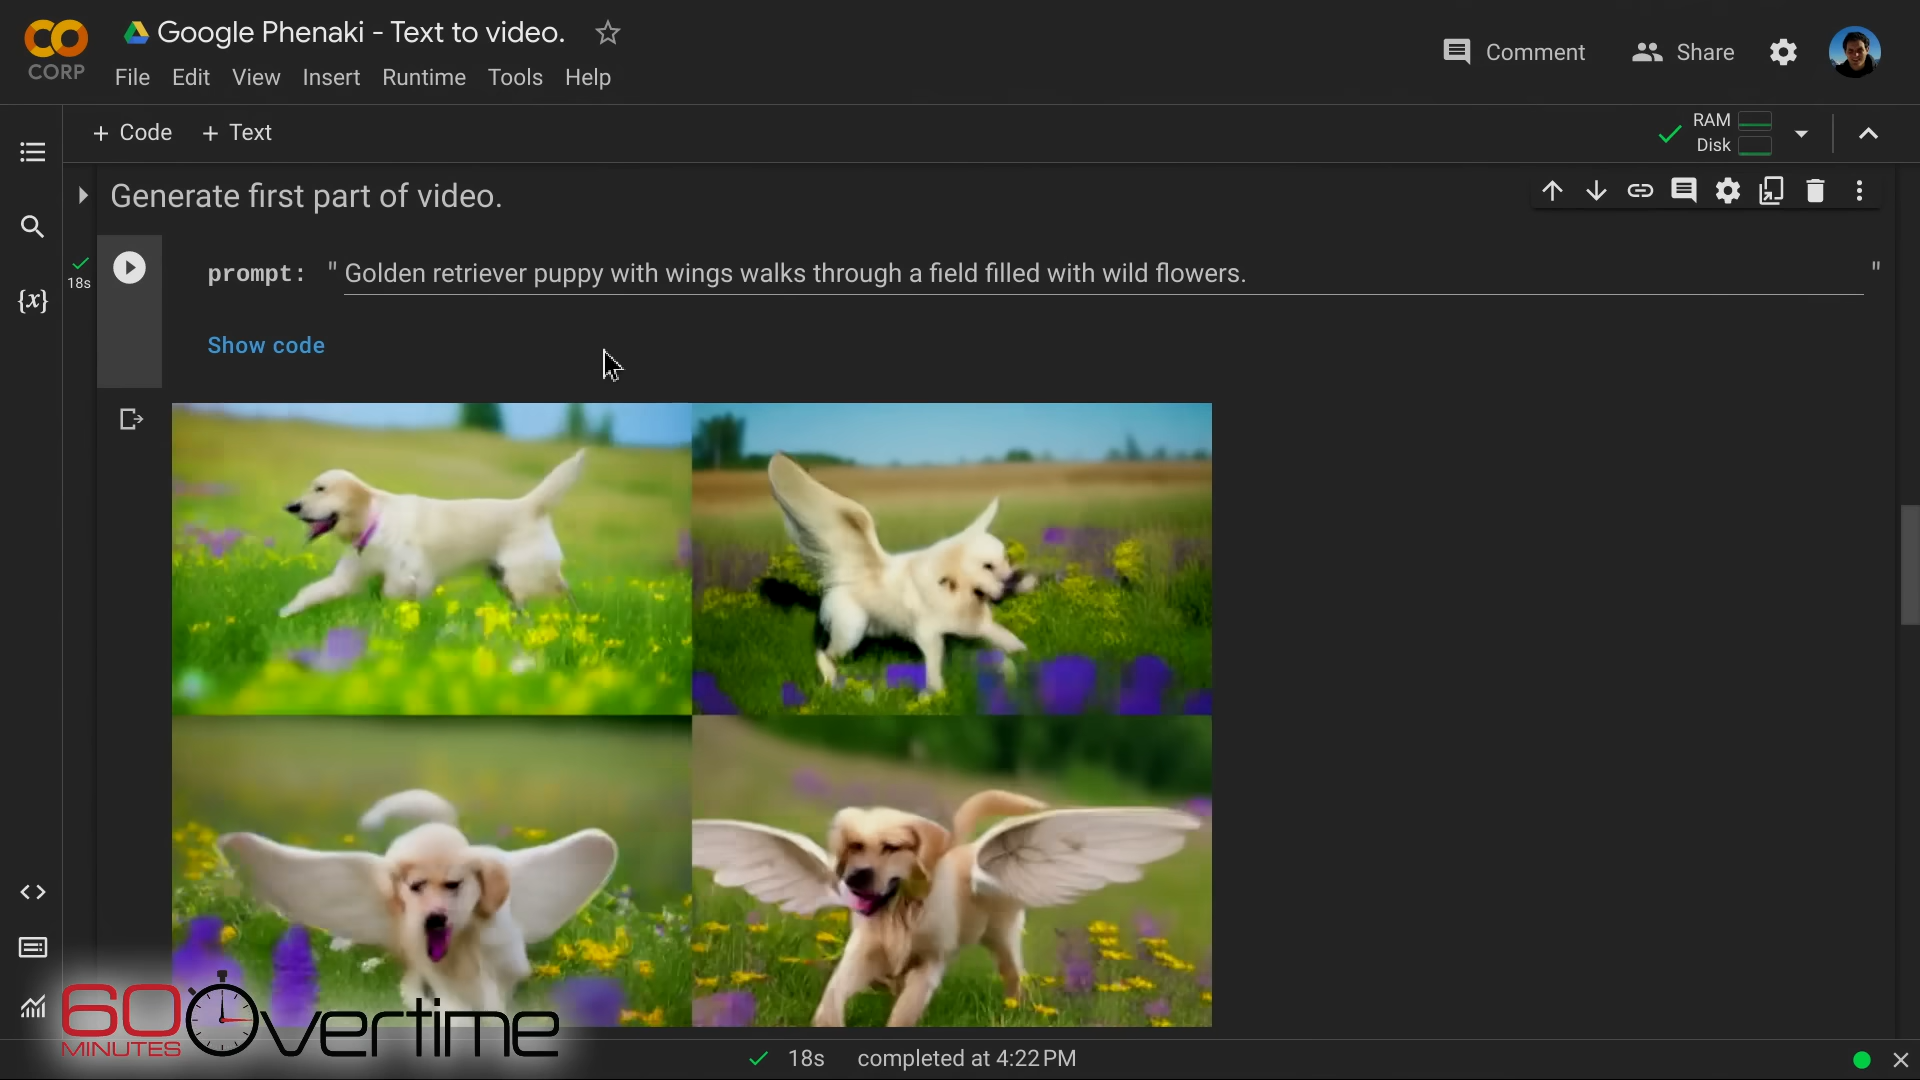 Google Phenaki - Text to video.
CORP
File Edit View Insert Runtime Tools Help
Comment
Share
+ Code + Text
RAM
Disk
Generate first part of video.
18s
prompt: " Golden retriever puppy with wings walks through a field filled with wild flowers. "
{x}
Show code
60 MINUTES Overtime
18s completed at 4:22 PM